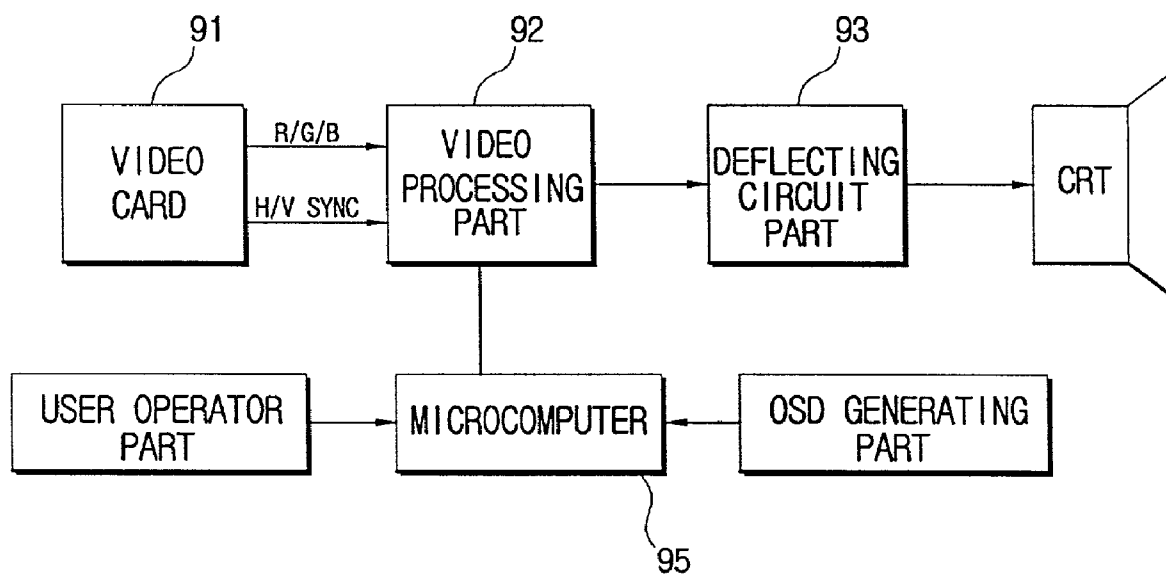 91
92
93
VIDEO
CARD
R/G/B
H/V SYNC
VIDEO
PROCESSING
PART
DEFLECTING
CIRCUIT
PART
CRT
USER OPERATOR
PART
MICROCOMPUTER
OSD GENERATING
PART
95